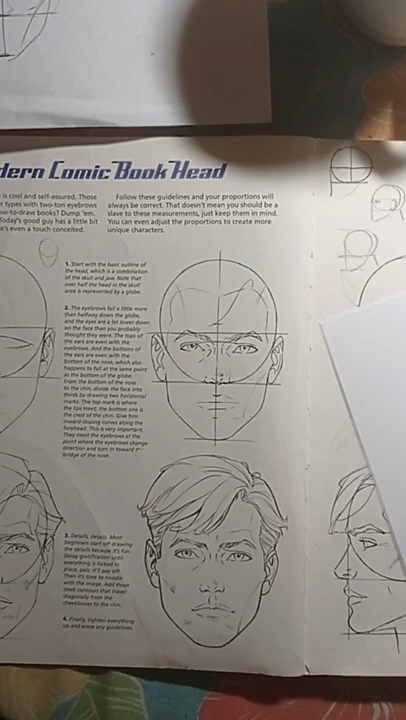 dern Comic Book Head
is cool and self-assured. Those
r types with two-ton eyebrows
ow-to-draw books? Dump 'em.
Today's good guy has a little bit
e's even a touch conceited.
Follow these guidelines and your proportions will
always be correct. That doesn't mean you should be a
slave to these measurements, just keep them in mind.
You can even adjust the proportions to create more
unique characters.
1. Start with the basic outline of
the head, which is a combination
of the skull and jaw. Note that
over half the head in the skull
area is represented by a globe.
2. The eyebrows fall a little more
than halfway down the globe,
and the eyes are a lot lower down
on the face than you probably
thought they were. The tops of
the ears are even with the
eyebrows. And the bottoms of
the ears are even with the
bottom of the nose, which also
happens to fall at the same point
as the bottom of the globe.
From the bottom of the nose
to the chin, divide the face into
thirds by drawing two horizontal
marks. The top mark is where
the lips meet; the bottom one is
the crest of the chin. Give him
inward-sloping curves along the
forehead. This is very important.
They meet the eyebrows at the
point where the eyebrows change
direction and turn in toward
bridge of the nose.
3. Details, details. Most
beginners start off drawing
the details because it's fun.
Delay gratification until
everything is locked in
place, pals. It'll pay off.
Then it's time to noodle
with the image. Add those
sleek contours that travel
diagonally from the
cheekbones to the chin.
4. Finally, tighten everything
up and erase any guidelines.